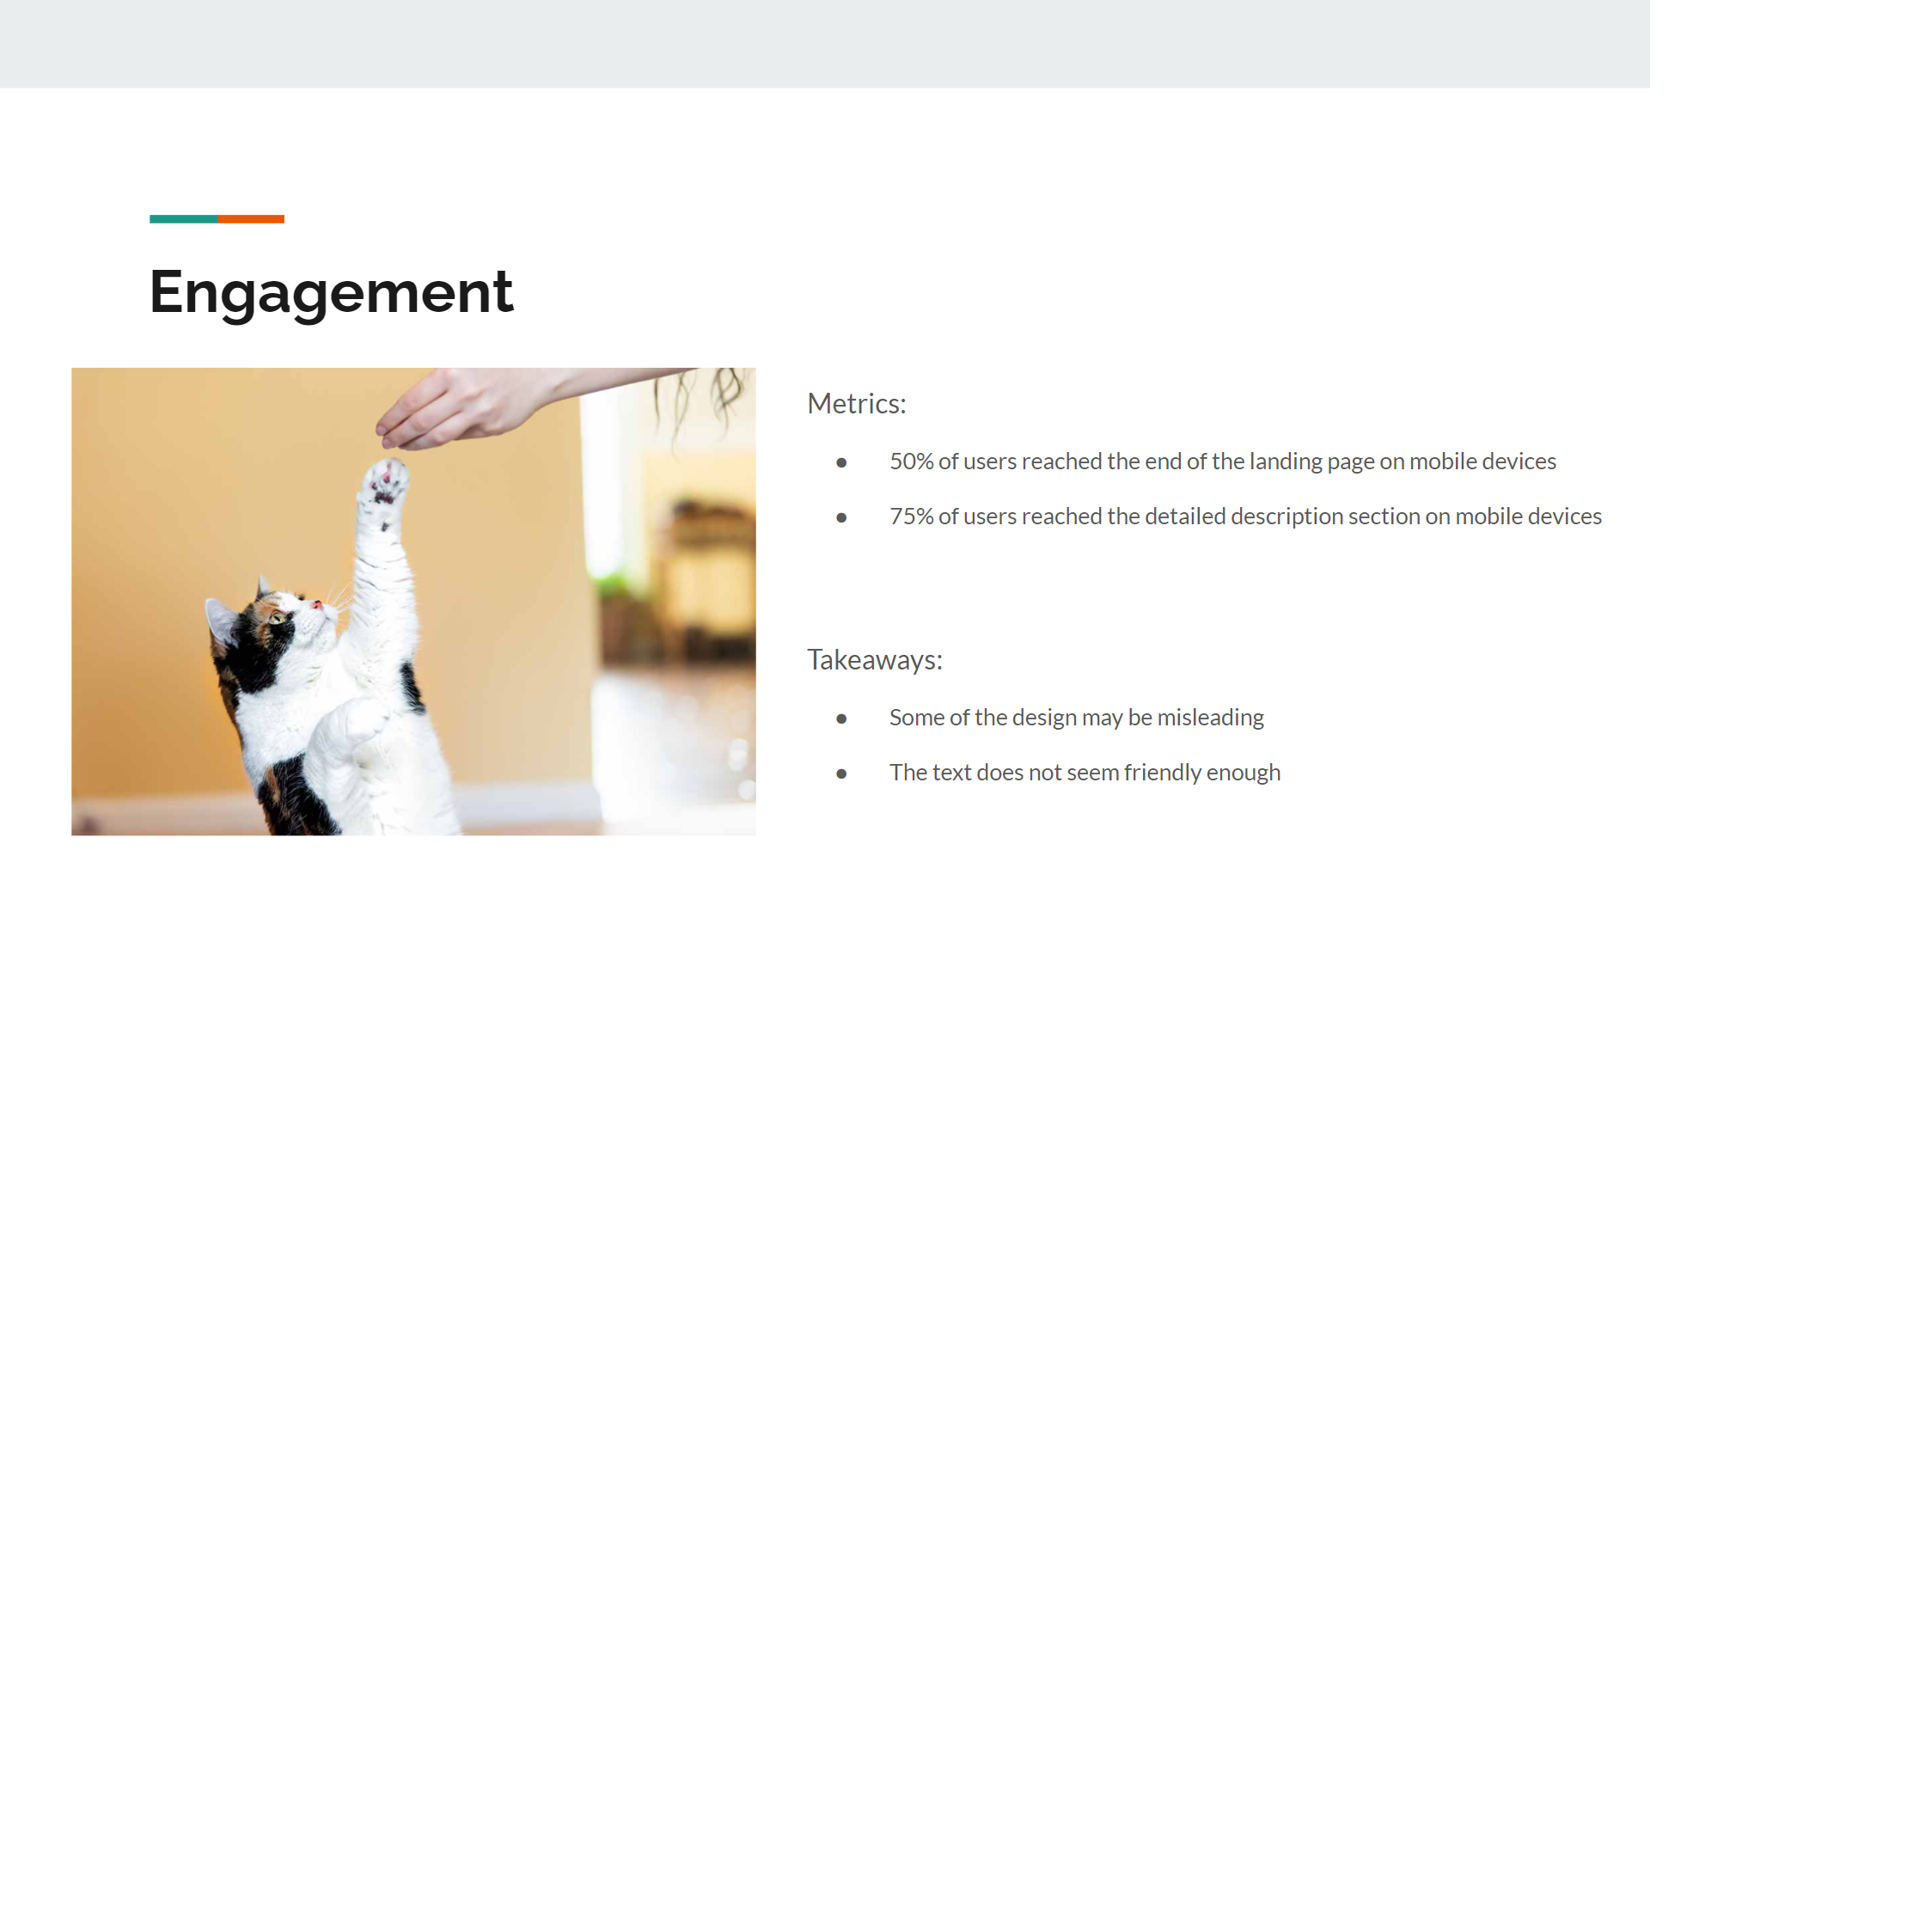 Engagement
Metrics:
● 50% of users reached the end of the landing page on mobile devices
● 75% of users reached the detailed description section on mobile devices
Takeaways:
● Some of the design may be misleading
● The text does not seem friendly enough